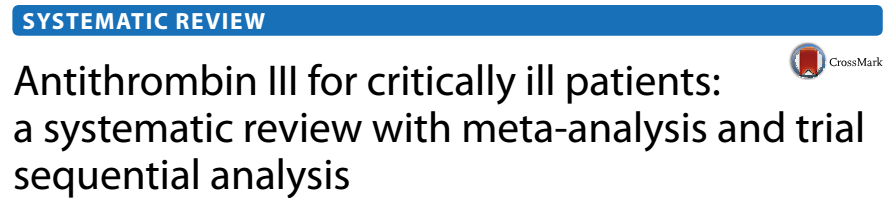 SYSTEMATIC REVIEW
CrossMark
Antithrombin III for critically ill patients:
a systematic review with meta-analysis and trial
sequential analysis